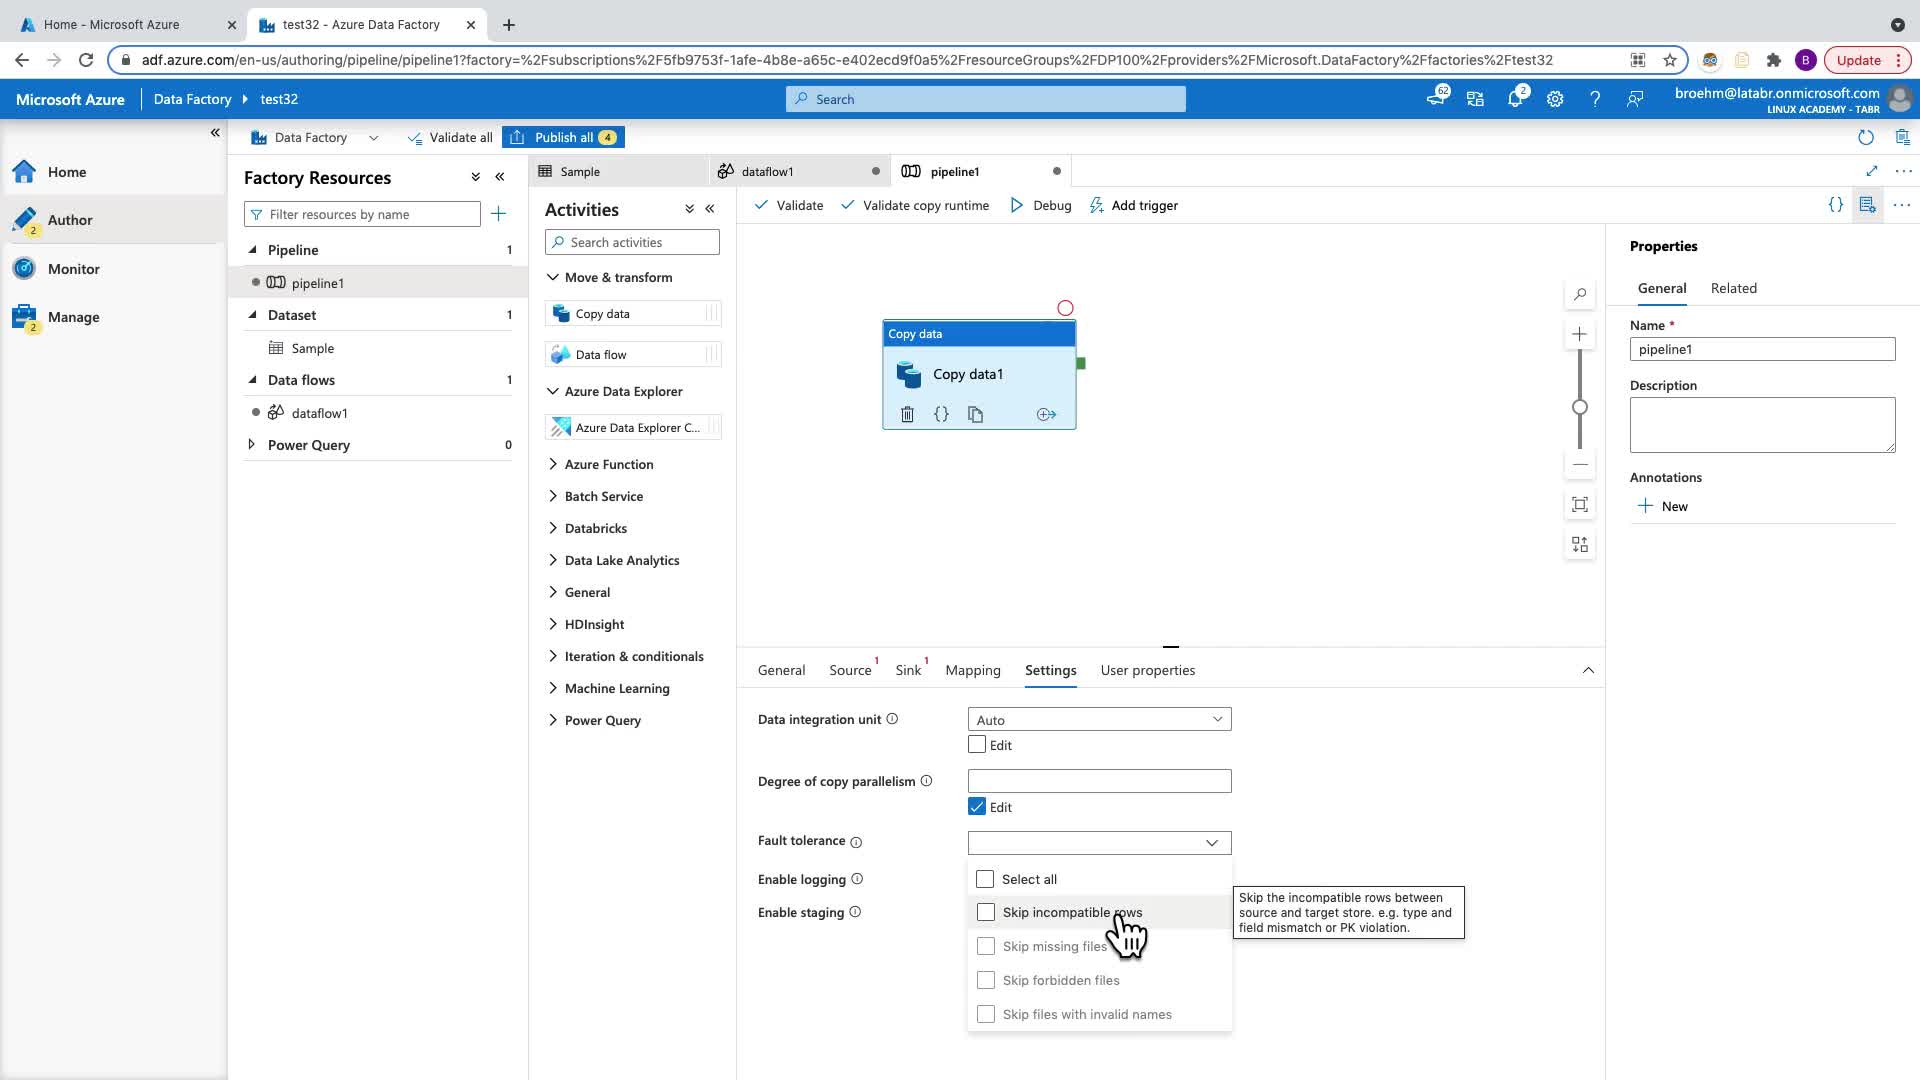 Home - Microsoft Azure
test32 - Azure Data Factory
adf.azure.com/en-us/authoring/pipeline/pipeline1?factory=%2Fsubscriptions%2F5fb9753f-1afe-4b8e-a65c-e402ecd9f0a5%2FresourceGroups%2FDP100%2Fproviders%2FMicrosoft.DataFactory%2Ffactories%2Ftest32
B
Update
Microsoft Azure
Data Factory
test32
Search
62
2
broehm@latabr.onmicrosoft.com
LINUX ACADEMY - TABR
Home
Author
2
Monitor
Manage
2
Data Factory
Validate all
Publish all
4
Factory Resources
Filter resources by name
Pipeline
1
pipeline1
Dataset
1
Sample
Data flows
1
dataflow1
Power Query
0
Sample
dataflow1
pipeline1
Activities
Search activities
Move & transform
Copy data
Data flow
Azure Data Explorer
Azure Data Explorer C...
Azure Function
Batch Service
Databricks
Data Lake Analytics
General
HDInsight
Iteration & conditionals
Machine Learning
Power Query
Validate
Validate copy runtime
Debug
Add trigger
Copy data
Copy data1
General
Source
1
Sink
1
Mapping
Settings
User properties
Data integration unit
Auto
Edit
Degree of copy parallelism
Edit
Fault tolerance
Enable logging
Enable staging
Select all
Skip incompatible rows
Skip missing files
Skip forbidden files
Skip files with invalid names
Skip the incompatible rows between
source and target store. e.g. type and
field mismatch or PK violation.
Properties
General
Related
Name *
pipeline1
Description
Annotations
New